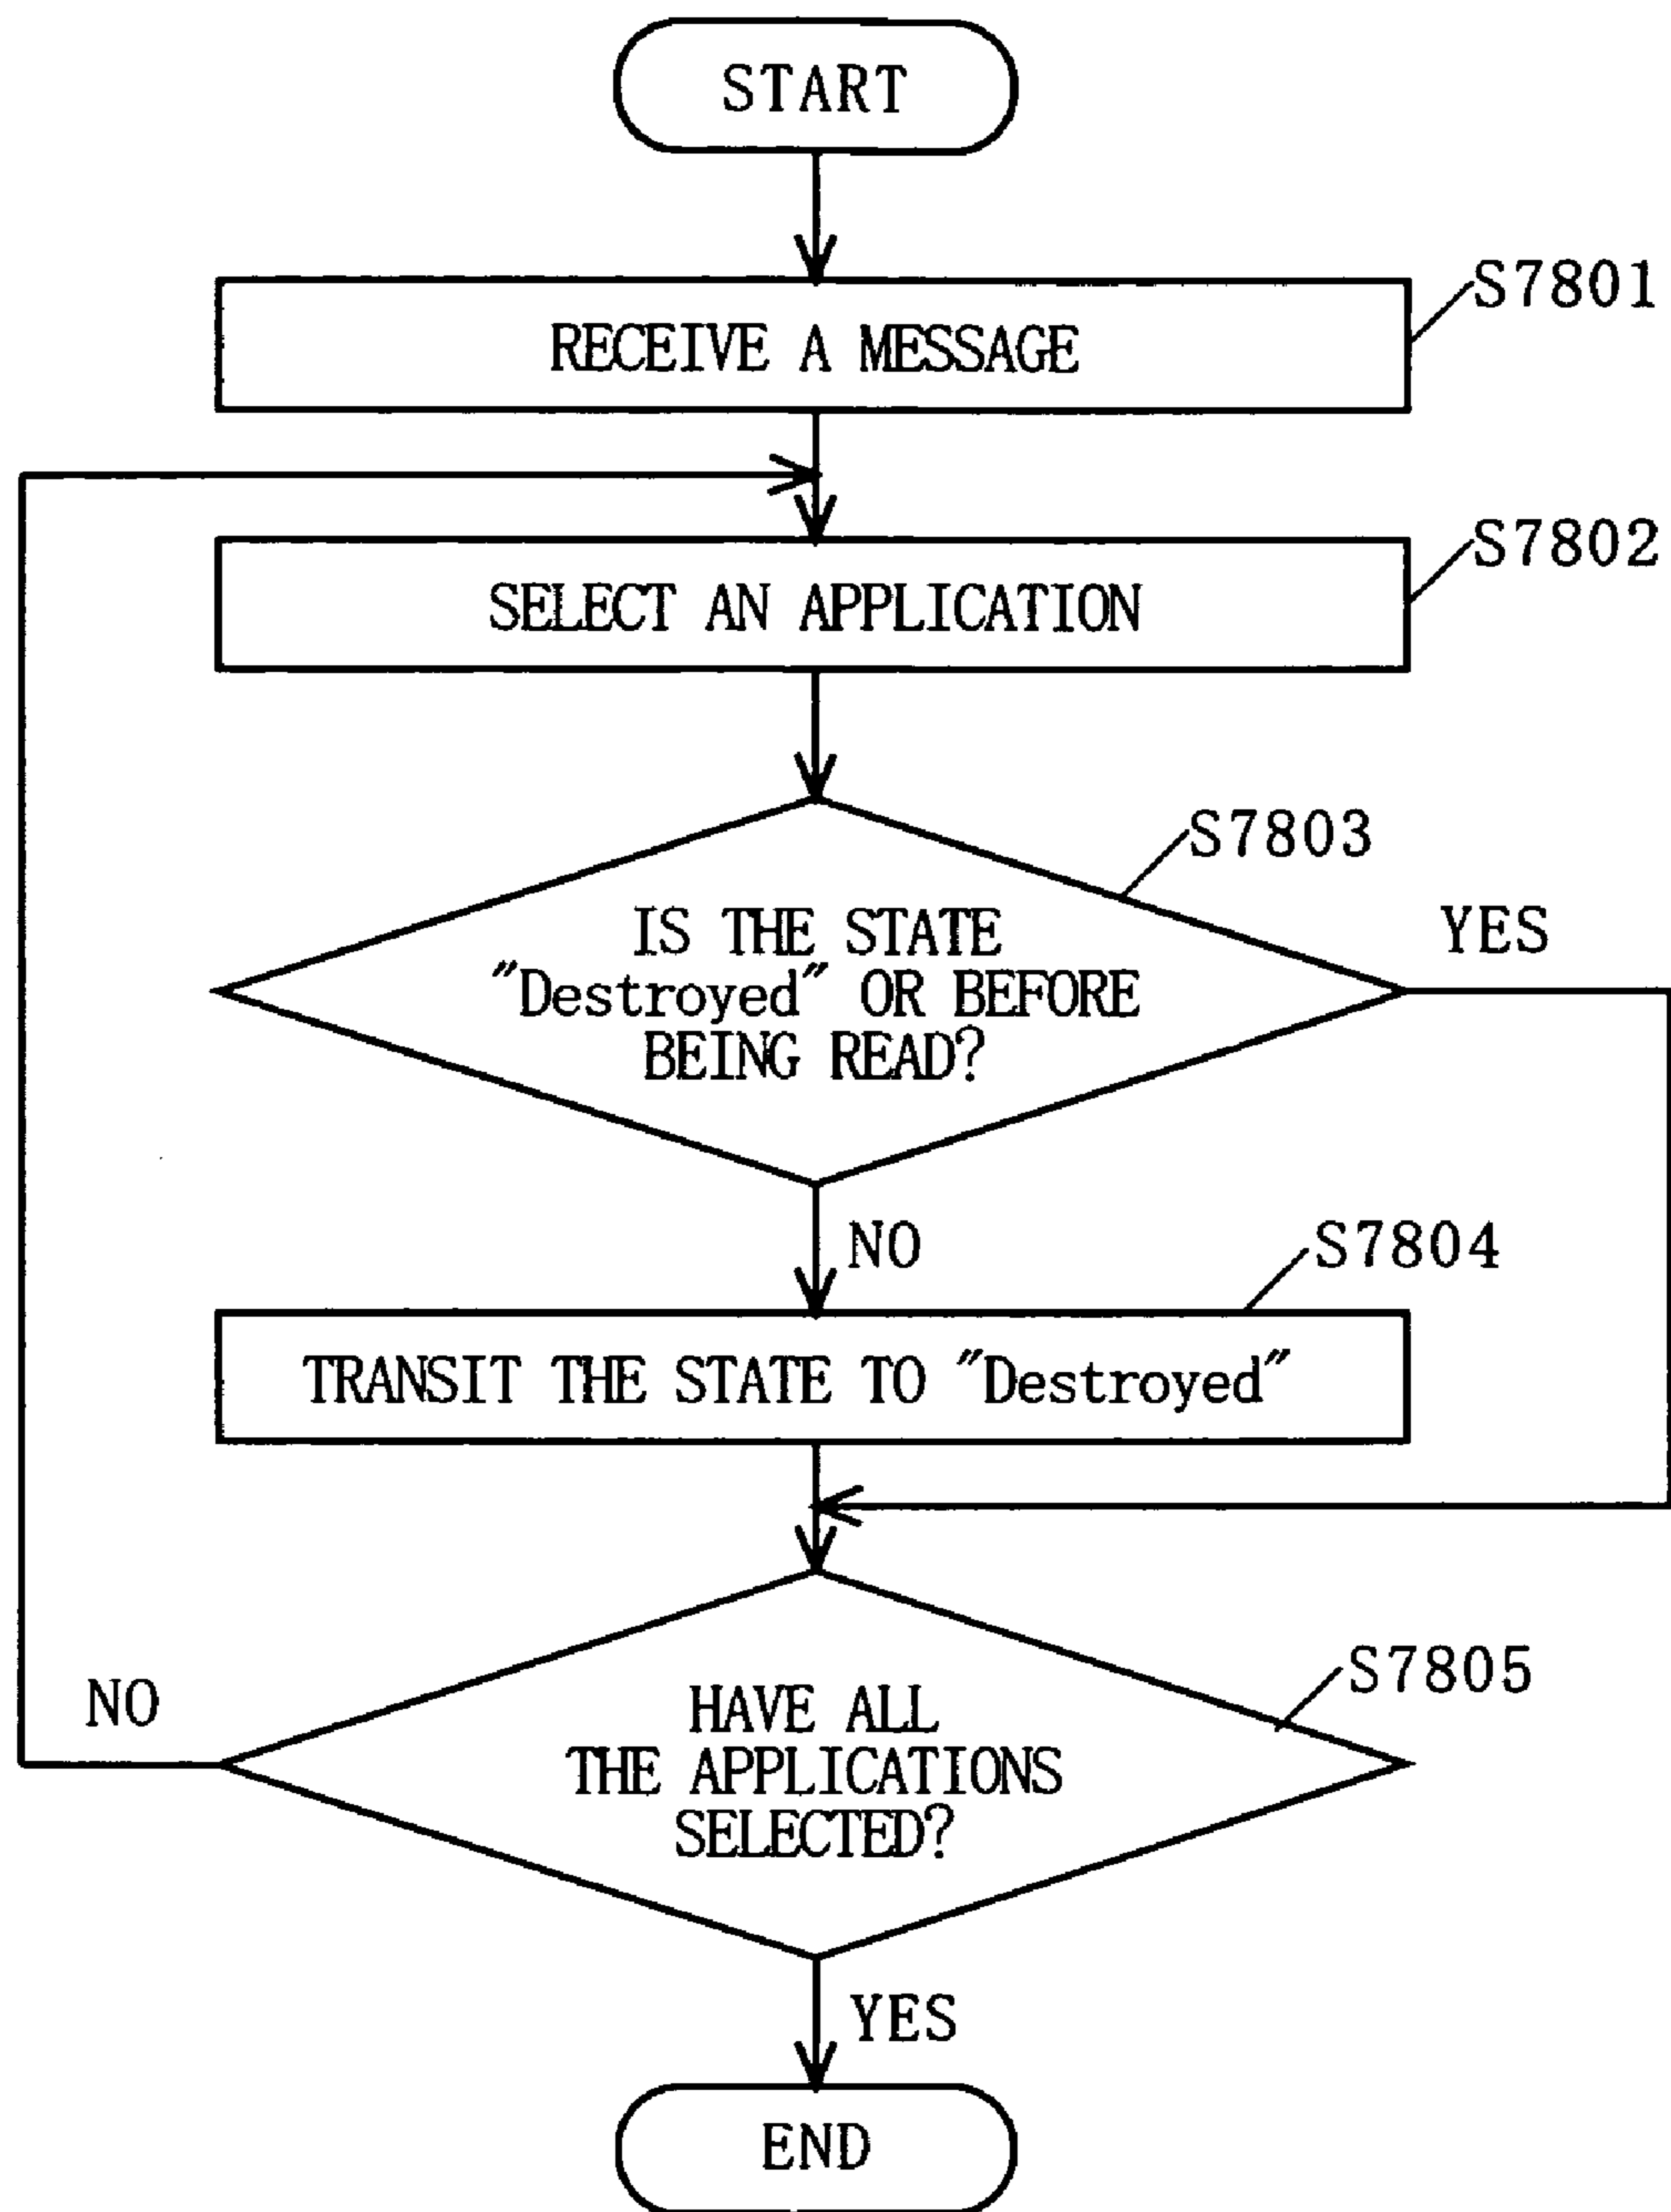 START
S7801
RECEIVE A MESSAGE
S7802
SELECT AN APPLICATION
S7803
IS THE STATE
"Destroyed" OR BEFORE
BEING READ?
YES
NO
S7804
TRANSIT THE STATE TO "Destroyed"
S7805
HAVE ALL
THE APPLICATIONS
SELECTED?
NO
YES
END